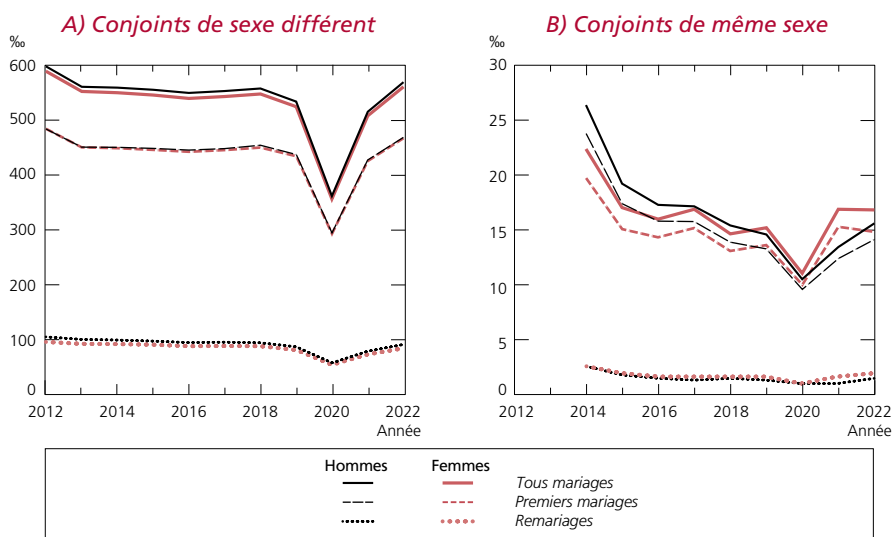 A) Conjoints de sexe différent
‰
600
500
400
300
200
100
0
2012 2014 2016 2018 2020 2022
Année
B) Conjoints de même sexe
‰
30
25
20
15
10
5
0
2012 2014 2016 2018 2020 2022
Année
Hommes Femmes
Tous mariages
Premiers mariages
Remariages